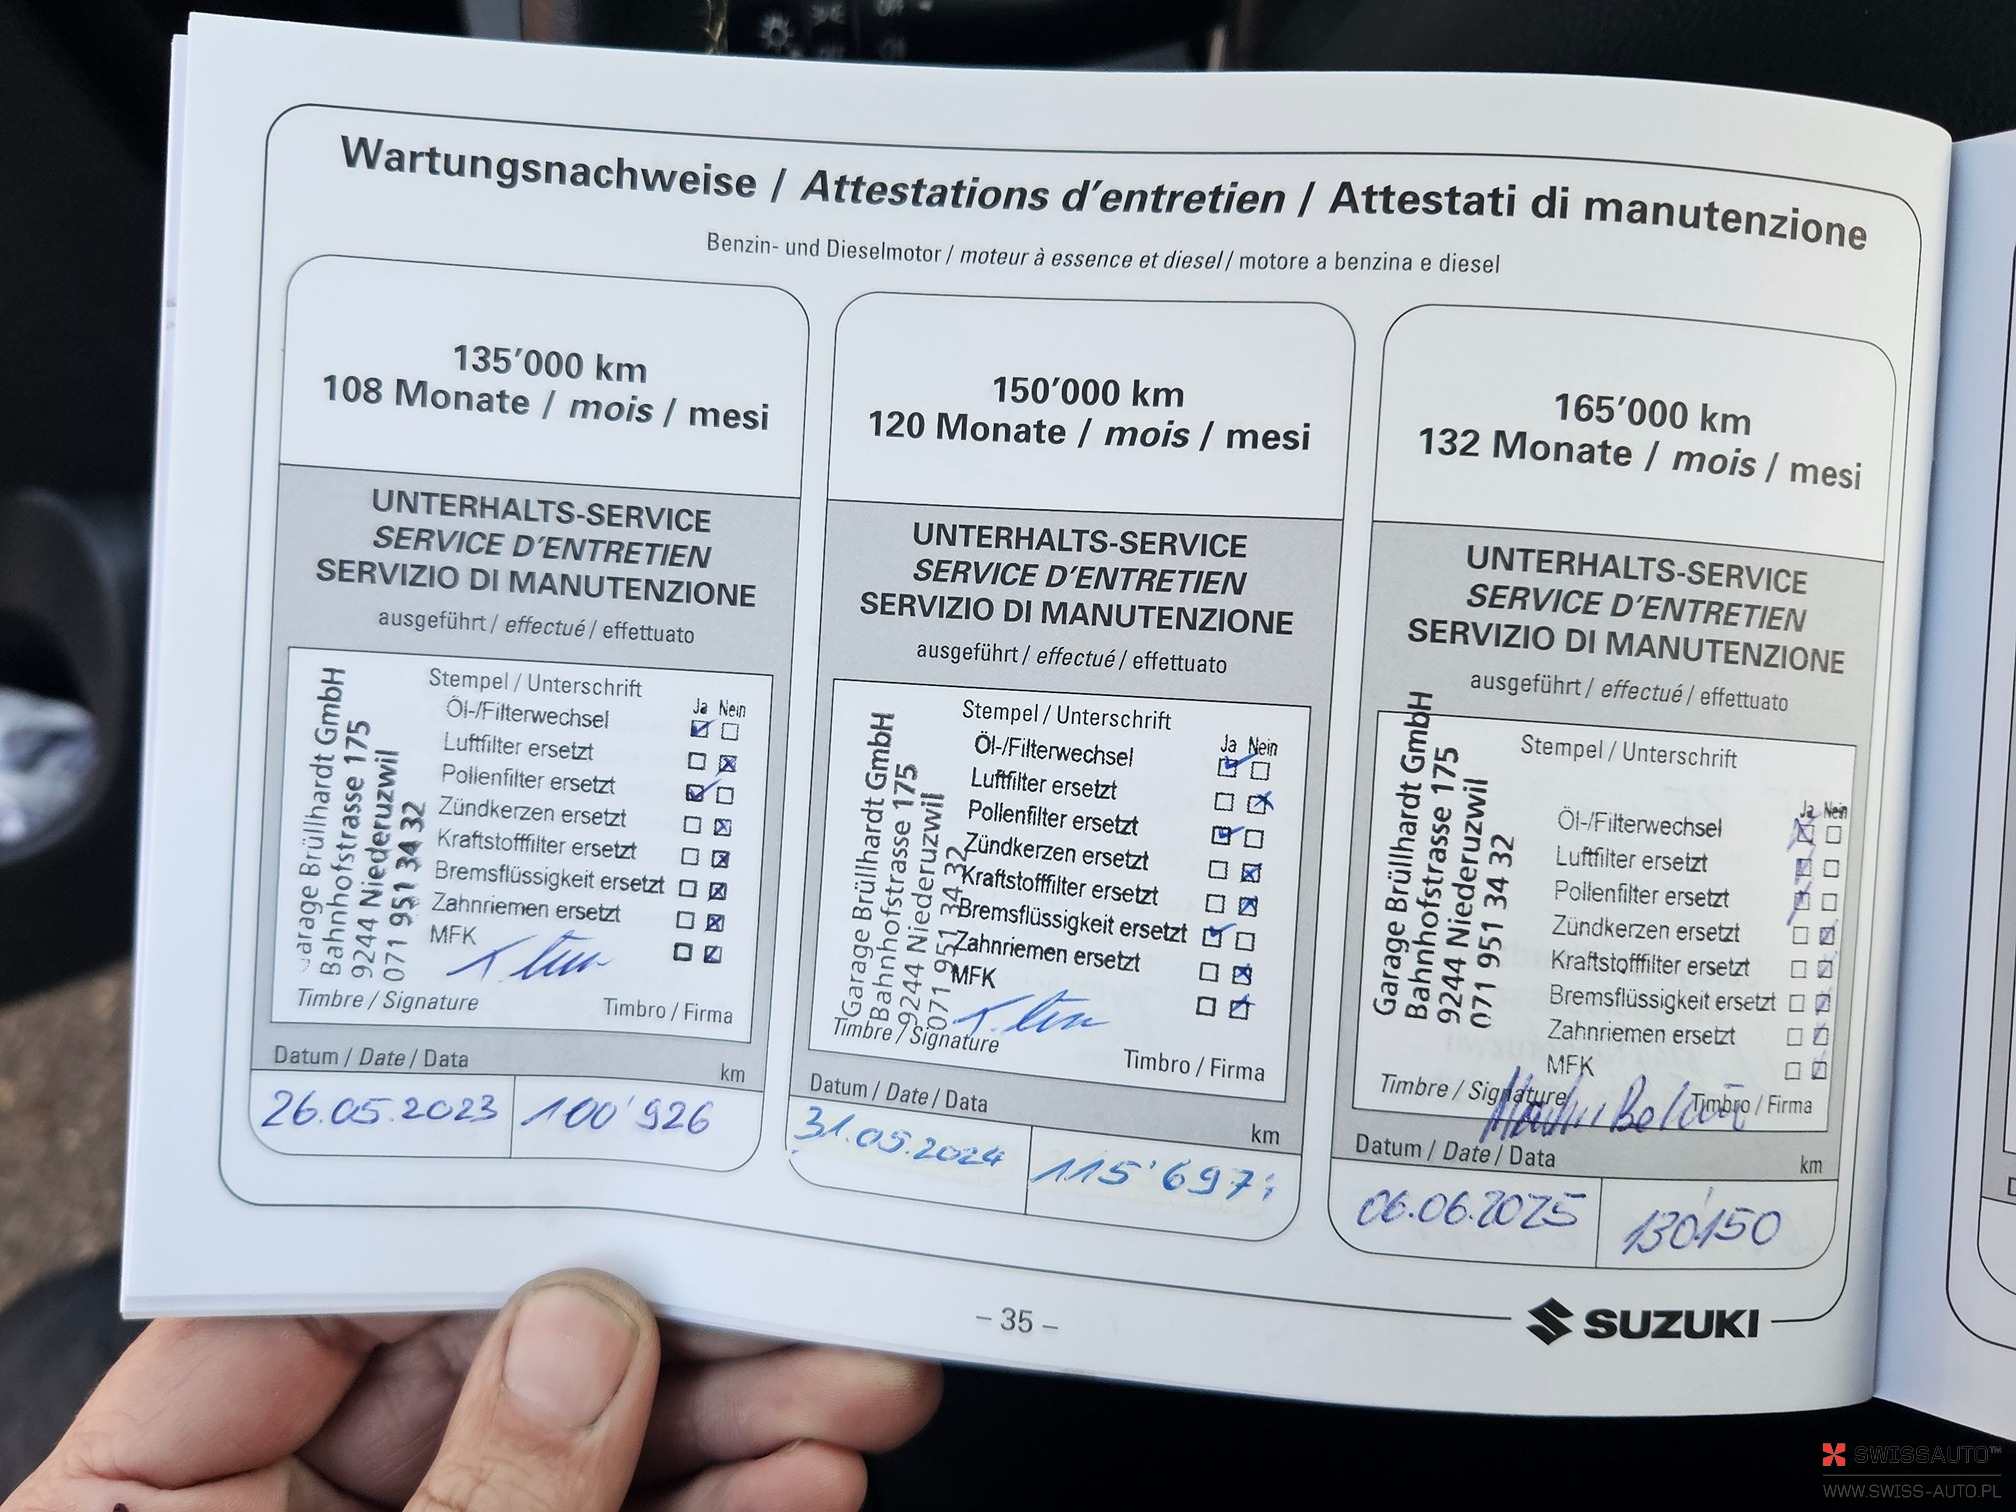 Wartungsnachweise / Attestations d'entretien / Attestati di manutenzione
Benzin- und Dieselmotor / moteur à essence et diesel / motore a benzina e diesel
135'000 km
108 Monate / mois / mesi
UNTERHALTS-SERVICE
SERVICE D'ENTRETIEN
SERVIZIO DI MANUTENZIONE
ausgeführt / effectué / effettuato
Garage Brüllhardt GmbH
Bahnhofstrasse 175
9244 Niederuzwil
071 951 34 32
Stempel / Unterschrift
Ja Nein
Öl-/Filterwechsel
Luftfilter ersetzt
Pollenfilter ersetzt
Zündkerzen ersetzt
Kraftstofffilter ersetzt
Bremsflüssigkeit ersetzt
Zahnriemen ersetzt
MFK
Timbre / Signature
Timbro / Firma
Datum / Date / Data
km
26.05.2023
100'926
150'000 km
120 Monate / mois / mesi
UNTERHALTS-SERVICE
SERVICE D'ENTRETIEN
SERVIZIO DI MANUTENZIONE
ausgeführt / effectué / effettuato
Garage Brüllhardt GmbH
Bahnhofstrasse 175
9244 Niederuzwil
071 951 34 32
Stempel / Unterschrift
Ja Nein
Öl-/Filterwechsel
Luftfilter ersetzt
Pollenfilter ersetzt
Zündkerzen ersetzt
Kraftstofffilter ersetzt
Bremsflüssigkeit ersetzt
Zahnriemen ersetzt
MFK
Timbre / Signature
Timbro / Firma
Datum / Date / Data
km
31.05.2024
115'697
165'000 km
132 Monate / mois / mesi
UNTERHALTS-SERVICE
SERVICE D'ENTRETIEN
SERVIZIO DI MANUTENZIONE
ausgeführt / effectué / effettuato
Garage Brüllhardt GmbH
Bahnhofstrasse 175
9244 Niederuzwil
071 951 34 32
Stempel / Unterschrift
Ja Nein
Öl-/Filterwechsel
Luftfilter ersetzt
Pollenfilter ersetzt
Zündkerzen ersetzt
Kraftstofffilter ersetzt
Bremsflüssigkeit ersetzt
Zahnriemen ersetzt
MFK
Timbre / Signature
Timbro / Firma
Datum / Date / Data
km
06.06.2025
130'150
– 35 –
SUZUKI
SWISSAUTO™
WWW.SWISS-AUTO.PL